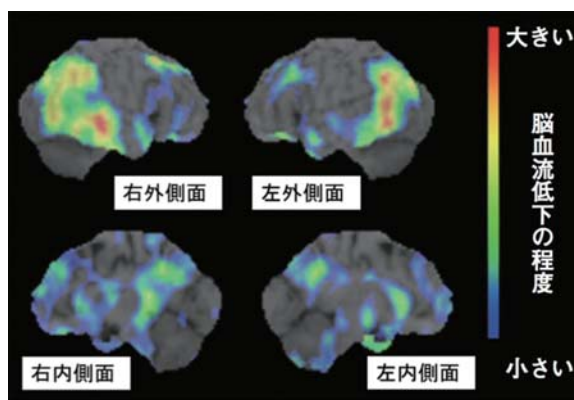 大きい
脳血流低下の程度
右外側面
左外側面
右内側面
左内側面
小さい